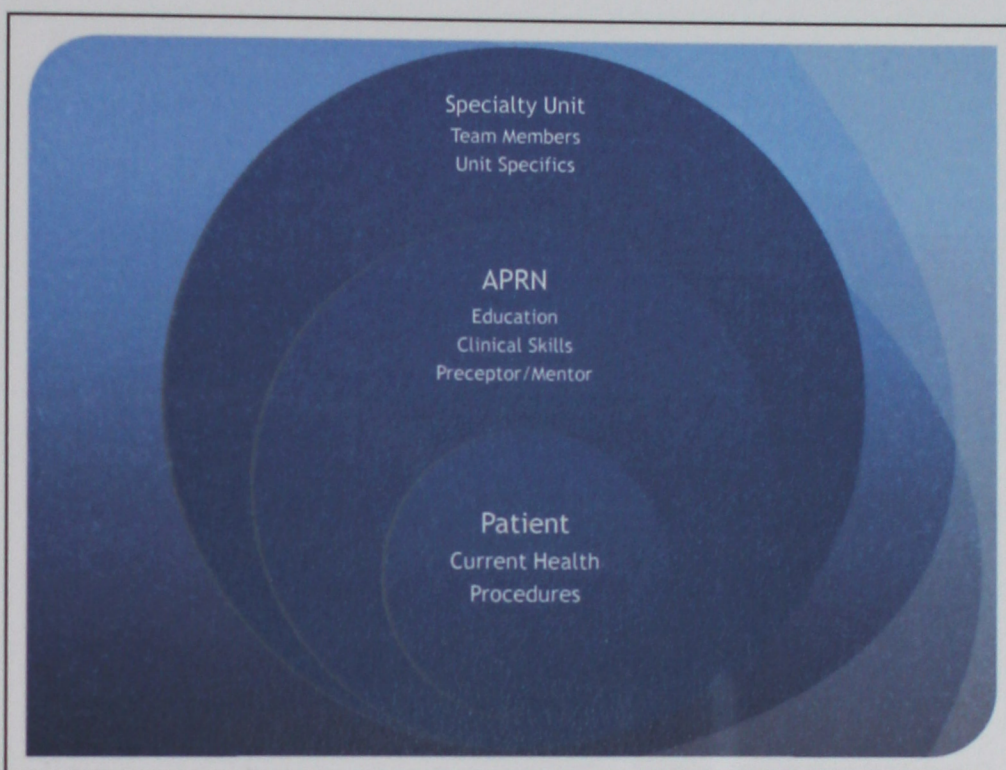 Specialty Unit
Team Members
Unit Specifics
APRN
Education
Clinical Skills
Preceptor/Mentor
Patient
Current Health
Procedures